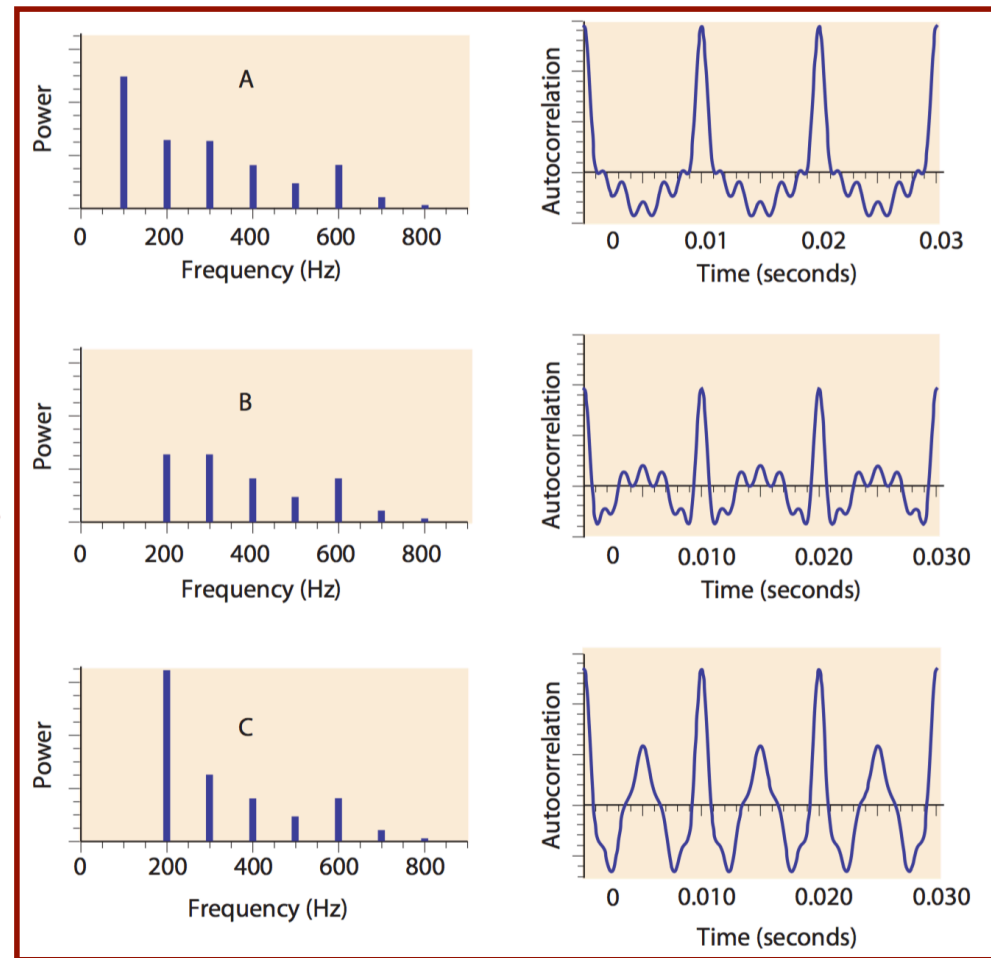 A
Power
0 200 400 600 800
Frequency (Hz)
Autocorrelation
0 0.01 0.02 0.03
Time (seconds)
B
Power
0 200 400 600 800
Frequency (Hz)
Autocorrelation
0 0.010 0.020 0.030
Time (seconds)
C
Power
0 200 400 600 800
Frequency (Hz)
Autocorrelation
0 0.010 0.020 0.030
Time (seconds)